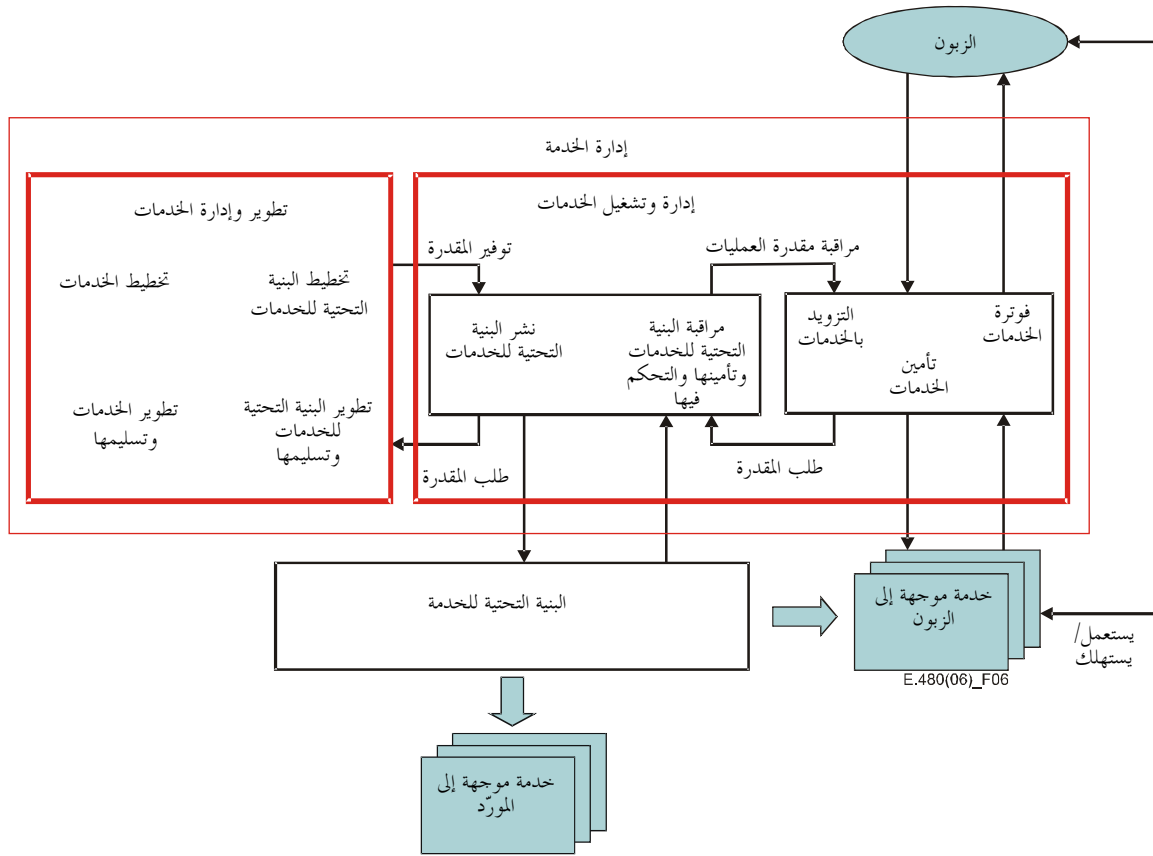 الزبون
إدارة الخدمة
تطوير وإدارة الخدمات
تخطيط البنية
التحتية للخدمات
تخطيط الخدمات
تطوير البنية التحتية
للخدمات
وتسليمها
تطوير الخدمات
وتسليمها
إدارة وتشغيل الخدمات
توفير المقدرة
مراقبة مقدرة العمليات
نشر البنية
التحتية للخدمات
مراقبة البنية
التحتية للخدمات
وتأمينها والتحكم
فيها
التزويد
بالخدمات
فوترة
الخدمات
تأمين
الخدمات
طلب المقدرة
طلب المقدرة
البنية التحتية للخدمة
خدمة موجهة إلى
الزبون
يستعمل/
يستهلك
E.480(06)_F06
خدمة موجهة إلى
المورّد